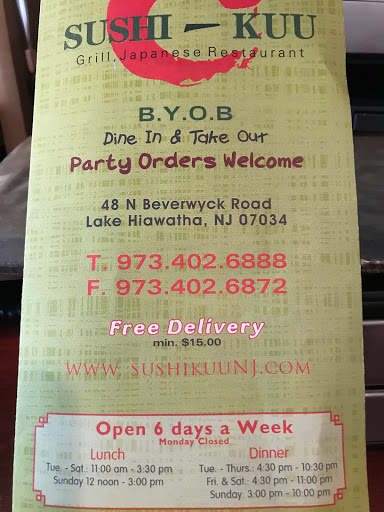 SUSHI — KUU
Grill, Japanese Restaurant
B.Y.O.B
Dine In & Take Out
Party Orders Welcome
48 N Beverwyck Road
Lake Hiawatha, NJ 07034
T. 973.402.6888
F. 973.402.6872
Free Delivery
min. $15.00
WWW. SUSHIKUUNJ.COM
Open 6 days a Week
Monday Closed
Lunch
Tue. - Sat.: 11:00 am - 3:30 pm
Sunday 12 noon - 3:00 pm
Dinner
Tue. - Thurs.: 4:30 pm - 10:30 pm
Fri. & Sat.: 4:30 pm - 11:00 pm
Sunday: 3:00 pm - 10:00 pm